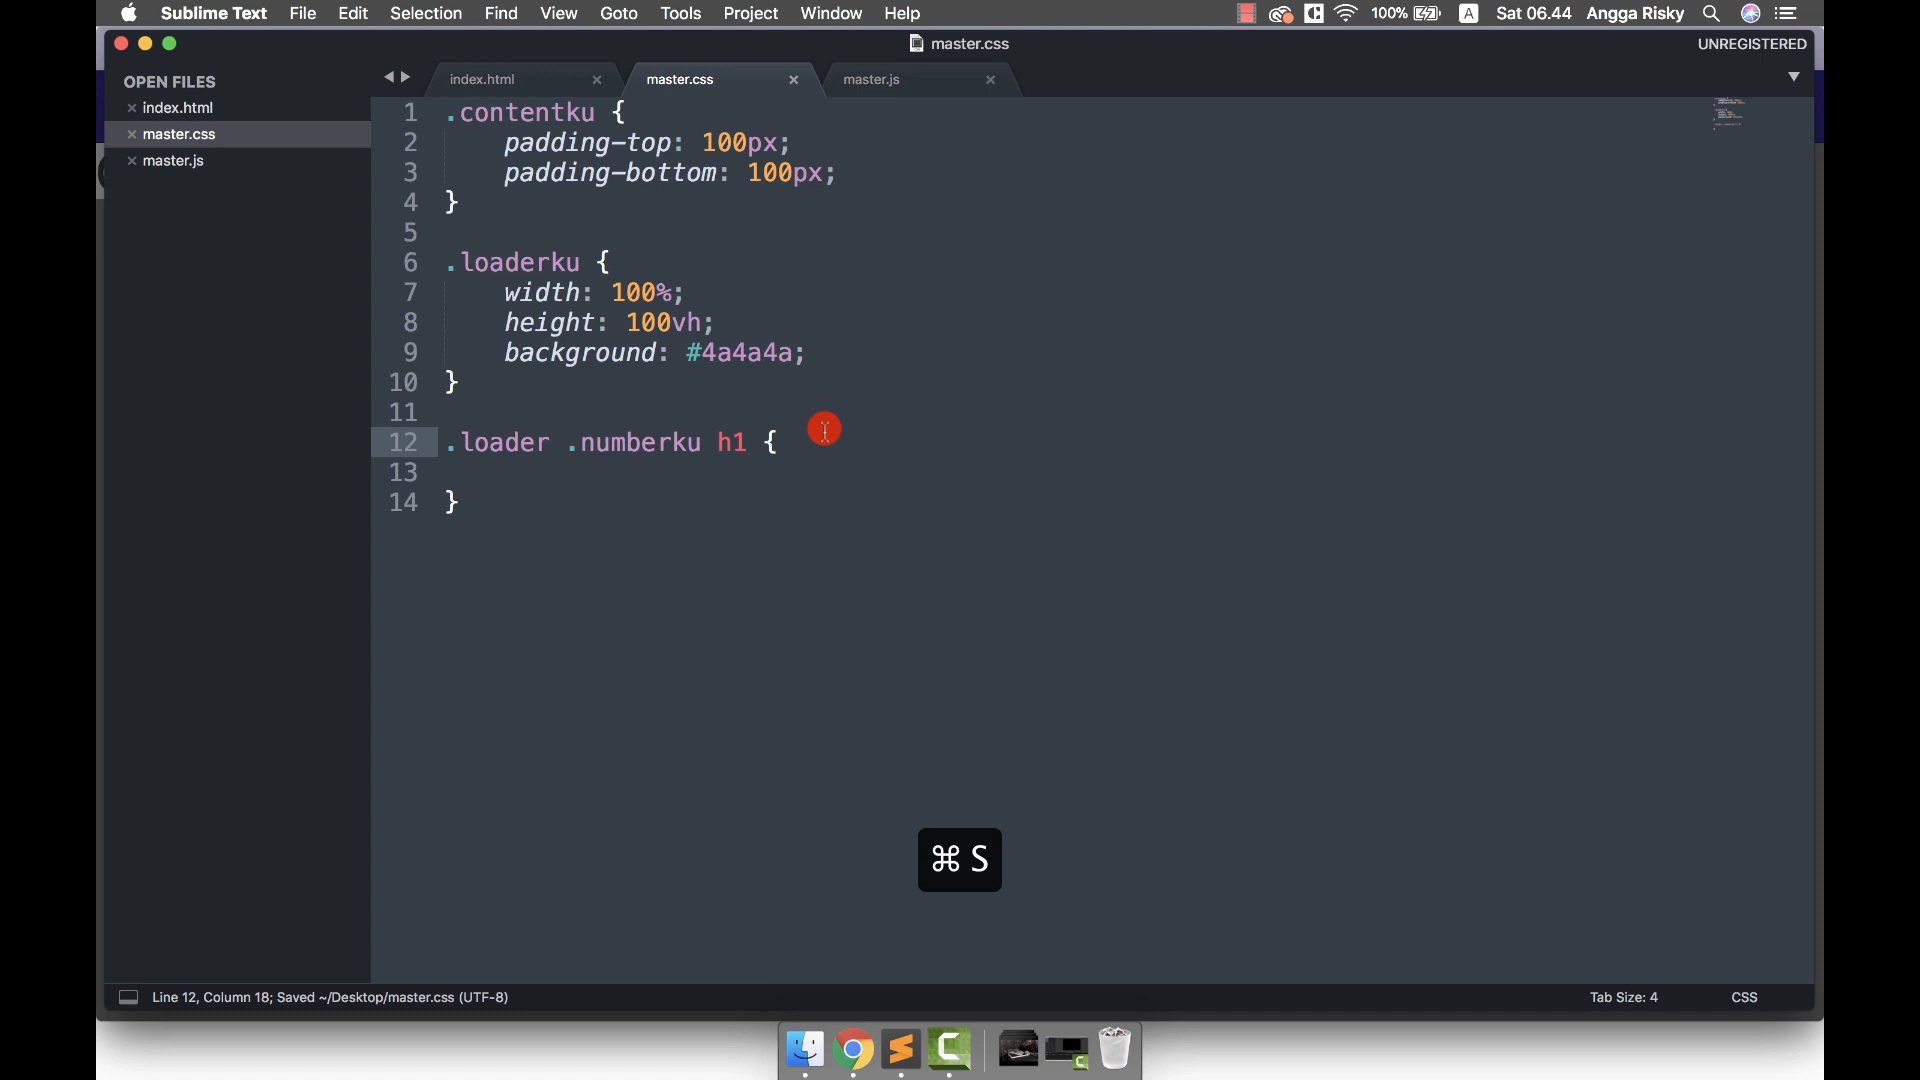 Sublime Text File Edit Selection Find View Goto Tools Project Window Help 100% A Sat 06.44 Angga Risky
master.css UNREGISTERED
OPEN FILES
index.html
master.css
master.js
index.html master.css master.js
1 .contentku {
2 padding-top: 100px;
3 padding-bottom: 100px;
4 }
5
6 .loaderku {
7 width: 100%;
8 height: 100vh;
9 background: #4a4a4a;
10 }
11
12 .loader .numberku h1 {
13
14 }
⌘ S
Line 12, Column 18; Saved ~/Desktop/master.css (UTF-8) Tab Size: 4 CSS